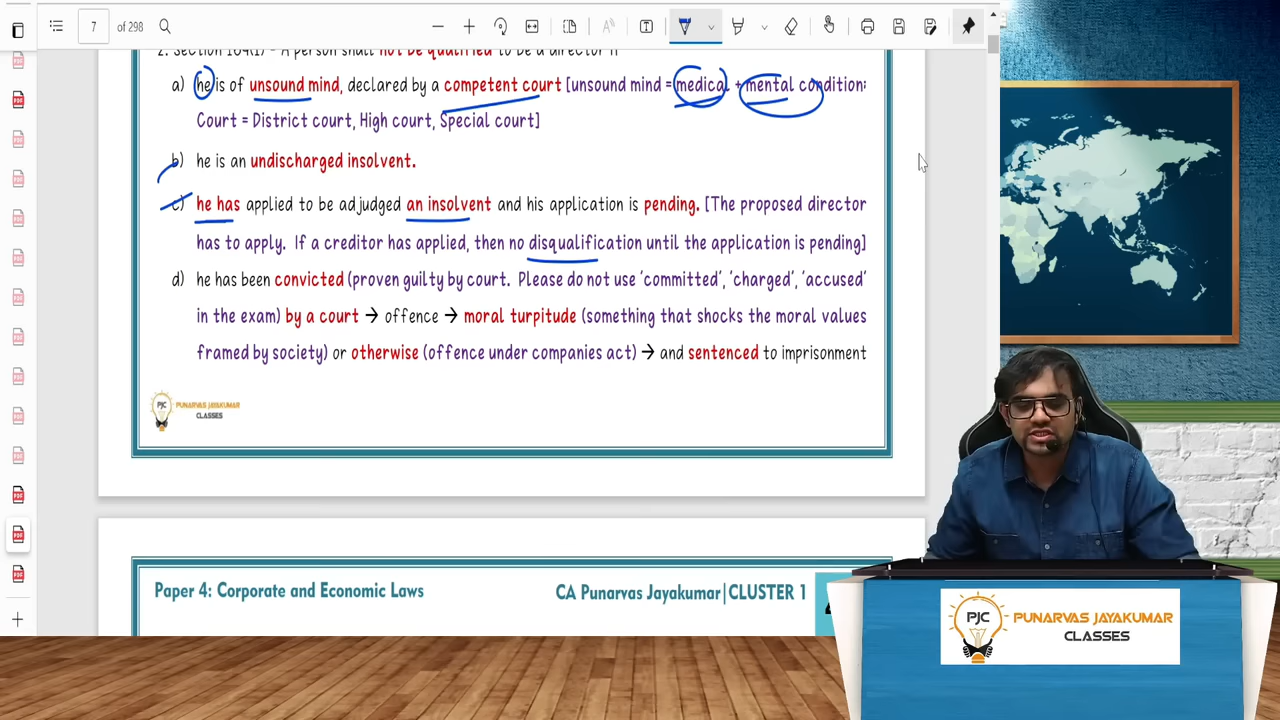 7 of 298
2. Section 164(1) - A person shall not be qualified to be a director if
a) he is of unsound mind, declared by a competent court [unsound mind = medical + mental condition;
Court = District court, High court, Special court]
b) he is an undischarged insolvent.
c) he has applied to be adjudged an insolvent and his application is pending. [The proposed director
has to apply. If a creditor has applied, then no disqualification until the application is pending]
d) he has been convicted (proven guilty by court. Please do not use 'committed', 'charged', 'accused'
in the exam) by a court → offence → moral turpitude (something that shocks the moral values
framed by society) or otherwise (offence under companies act) → and sentenced to imprisonment
PJC PUNARVAS JAYAKUMAR
CLASSES
Paper 4: Corporate and Economic Laws CA Punarvas Jayakumar|CLUSTER 1
PJC PUNARVAS JAYAKUMAR
CLASSES